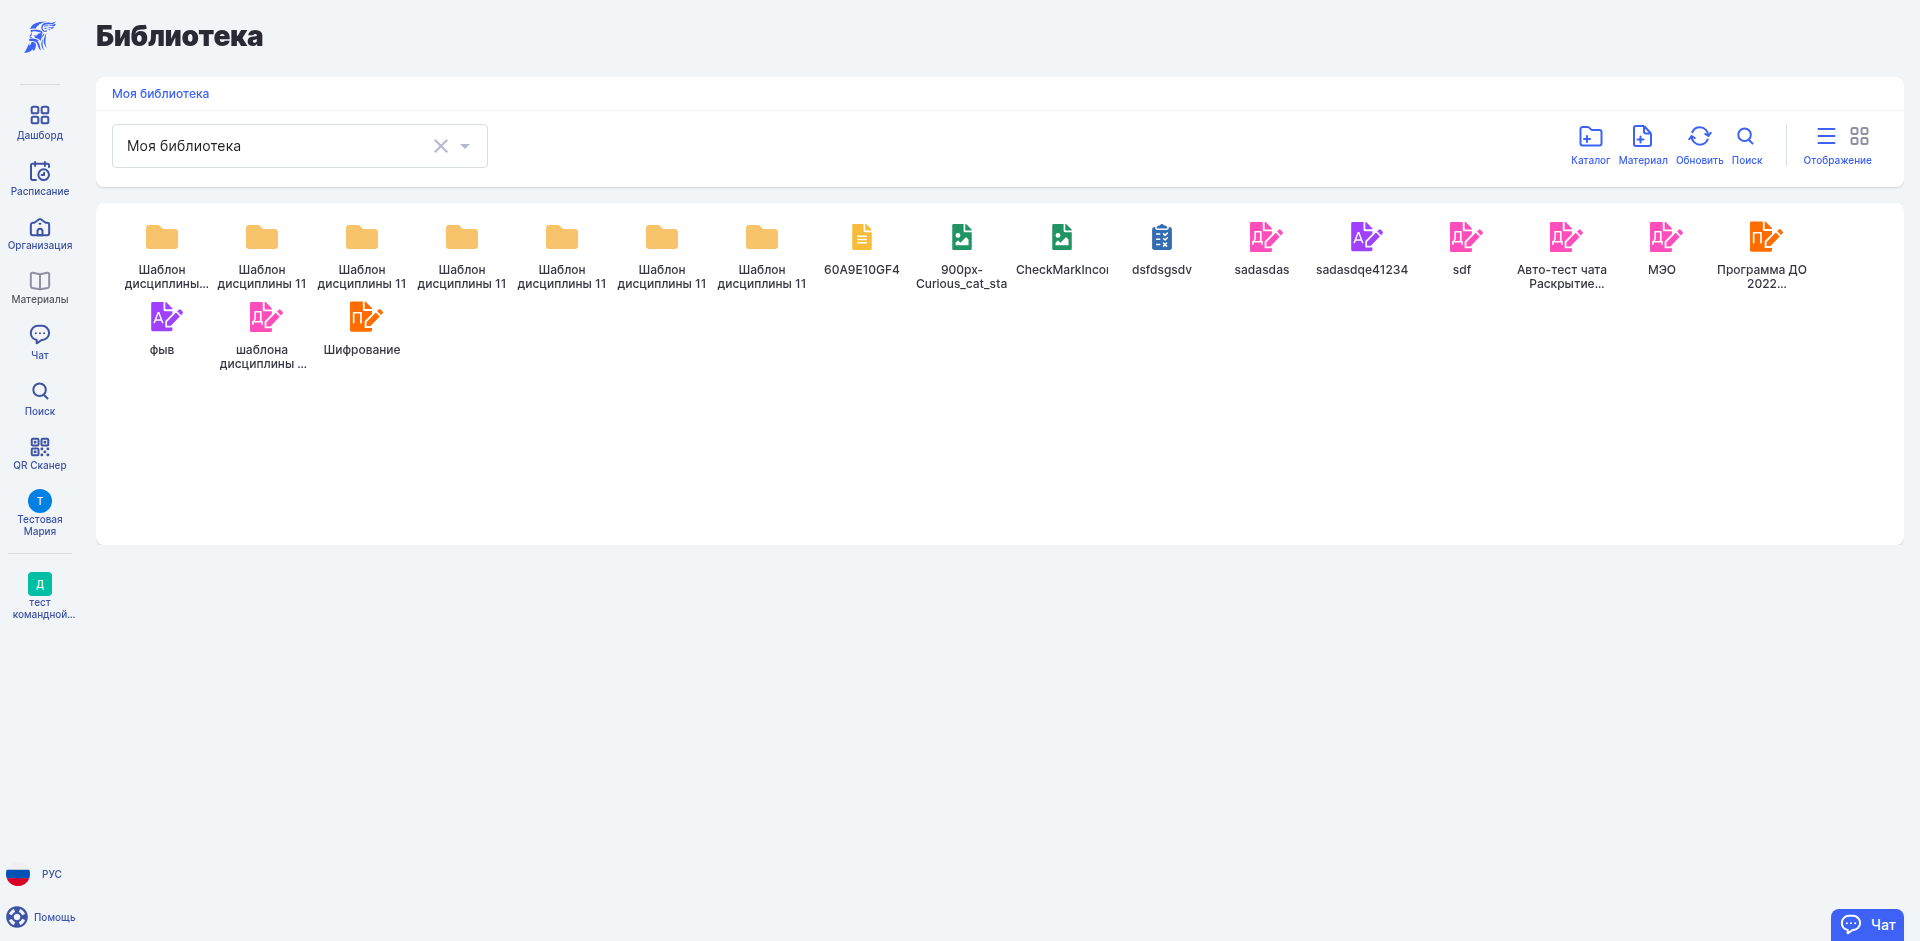 Библиотека
Моя библиотека
Моя библиотека
Каталог
Материал
Обновить
Поиск
Отображение
Дашборд
Расписание
Организация
Материалы
Чат
Поиск
QR Сканер
Т
Тестовая
Мария
Д
тест
командной...
Шаблон
дисциплины...
Шаблон
дисциплины 11
Шаблон
дисциплины 11
Шаблон
дисциплины 11
Шаблон
дисциплины 11
Шаблон
дисциплины 11
Шаблон
дисциплины 11
60A9E10GF4
900px-
Curious_cat_sta
CheckMarkIncor
dsfdsgsdv
Д
sadasdas
А
sadasdqe41234
Д
sdf
Д
Авто-тест чата
Раскрытие...
Д
МЭО
П
Программа ДО
2022...
А
фыв
Д
шаблона
дисциплины ...
П
Шифрование
РУС
Помощь
Чат